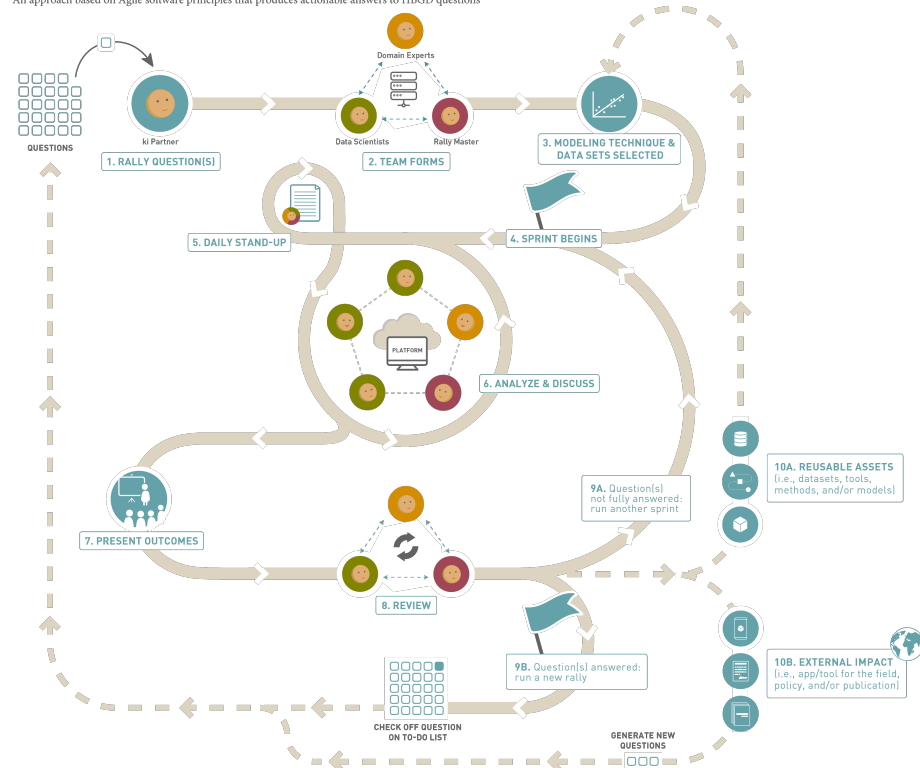 An approach based on Agile software principles that produces actionable answers to HBGD questions
Domain Experts
QUESTIONS
ki Partner
Data Scientists
Rally Master
1. RALLY QUESTION(S)
2. TEAM FORMS
3. MODELING TECHNIQUE &
DATA SETS SELECTED
5. DAILY STAND-UP
4. SPRINT BEGINS
PLATFORM
6. ANALYZE & DISCUSS
10A. REUSABLE ASSETS
(i.e., datasets, tools,
methods, and/or models)
9A. Question(s)
not fully answered:
run another sprint
7. PRESENT OUTCOMES
8. REVIEW
9B. Question(s) answered:
run a new rally
10B. EXTERNAL IMPACT
(i.e., app/tool for the field,
policy, and/or publication)
CHECK OFF QUESTION
ON TO-DO LIST
GENERATE NEW
QUESTIONS